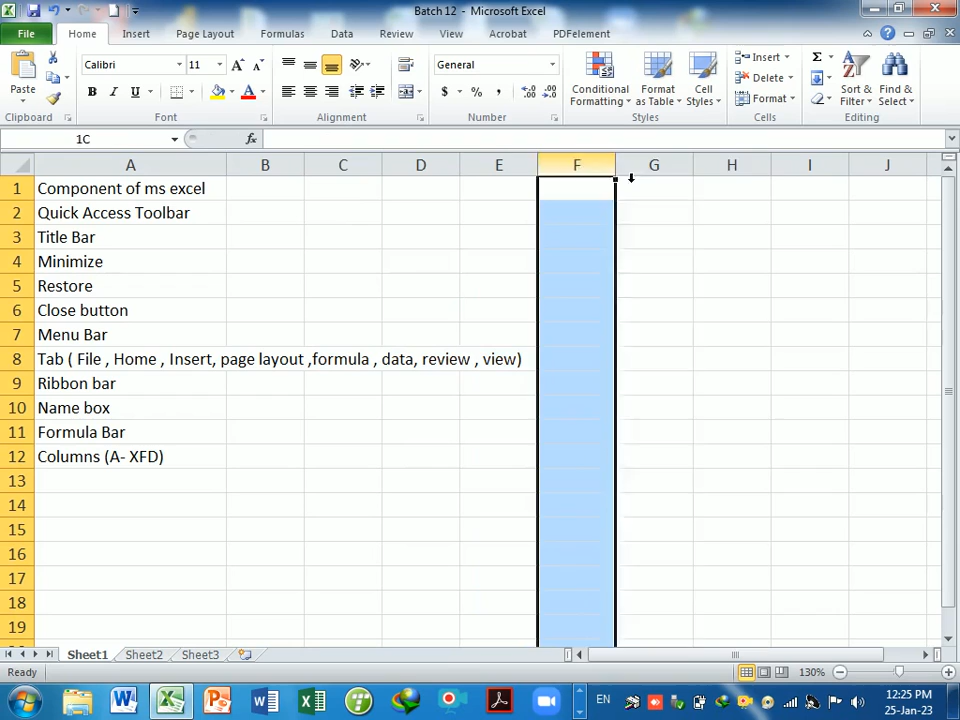 Batch 12 - Microsoft Excel
File Home Insert Page Layout Formulas Data Review View Acrobat PDFelement
Paste
Clipboard
Calibri 11
B I U
Font
Alignment
General
$ % ,
Number
Conditional Formatting
Format as Table
Cell Styles
Styles
Insert
Delete
Format
Cells
Sort & Filter
Find & Select
Editing
1C
fx
A B C D E F G H I J
1 Component of ms excel
2 Quick Access Toolbar
3 Title Bar
4 Minimize
5 Restore
6 Close button
7 Menu Bar
8 Tab ( File , Home , Insert, page layout ,formula , data, review , view)
9 Ribbon bar
10 Name box
11 Formula Bar
12 Columns (A- XFD)
13
14
15
16
17
18
19
Sheet1 Sheet2 Sheet3
Ready 130%
EN
12:25 PM
25-Jan-23